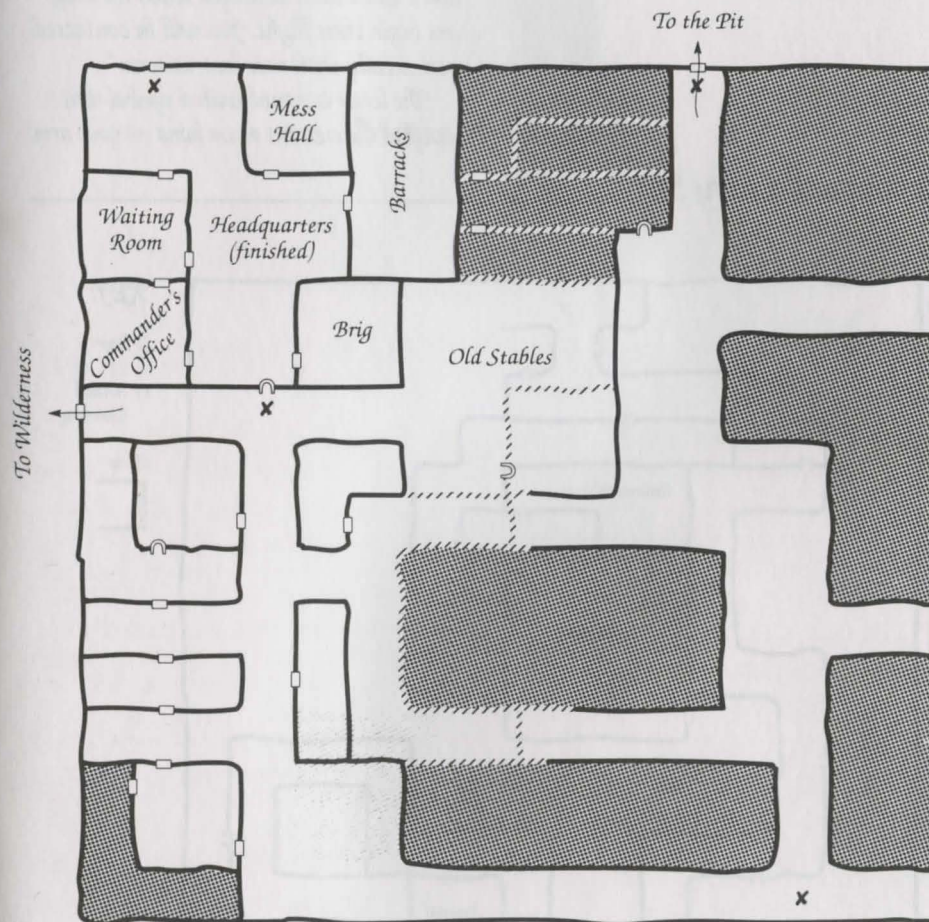 To the Pit
Mess
Hall
Barracks
Waiting
Room
Headquarters
(finished)
Commander's
Office
Brig
Old Stables
To Wilderness